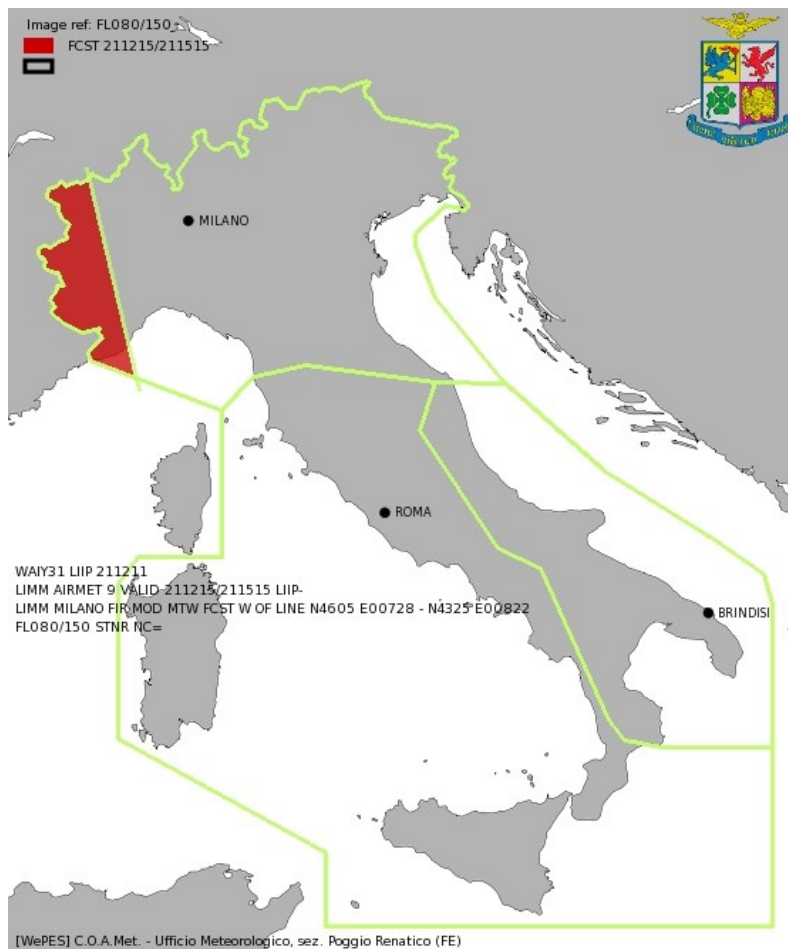 Image ref: FL080/150
FCST 211215/211515
MILANO
ROMA
WAIY31 LIIP 211211
LIMM AIRMET 9 VALID 211215/211515 LIIP-
LIMM MILANO FIR MOD MTW FCST W OF LINE N4605 E00728 - N4325 E00822
BRINDISI
FL080/150 STNR NC=
[WePES] C.O.A.Met. - Ufficio Meteorologico, sez. Poggio Renatico (FE)